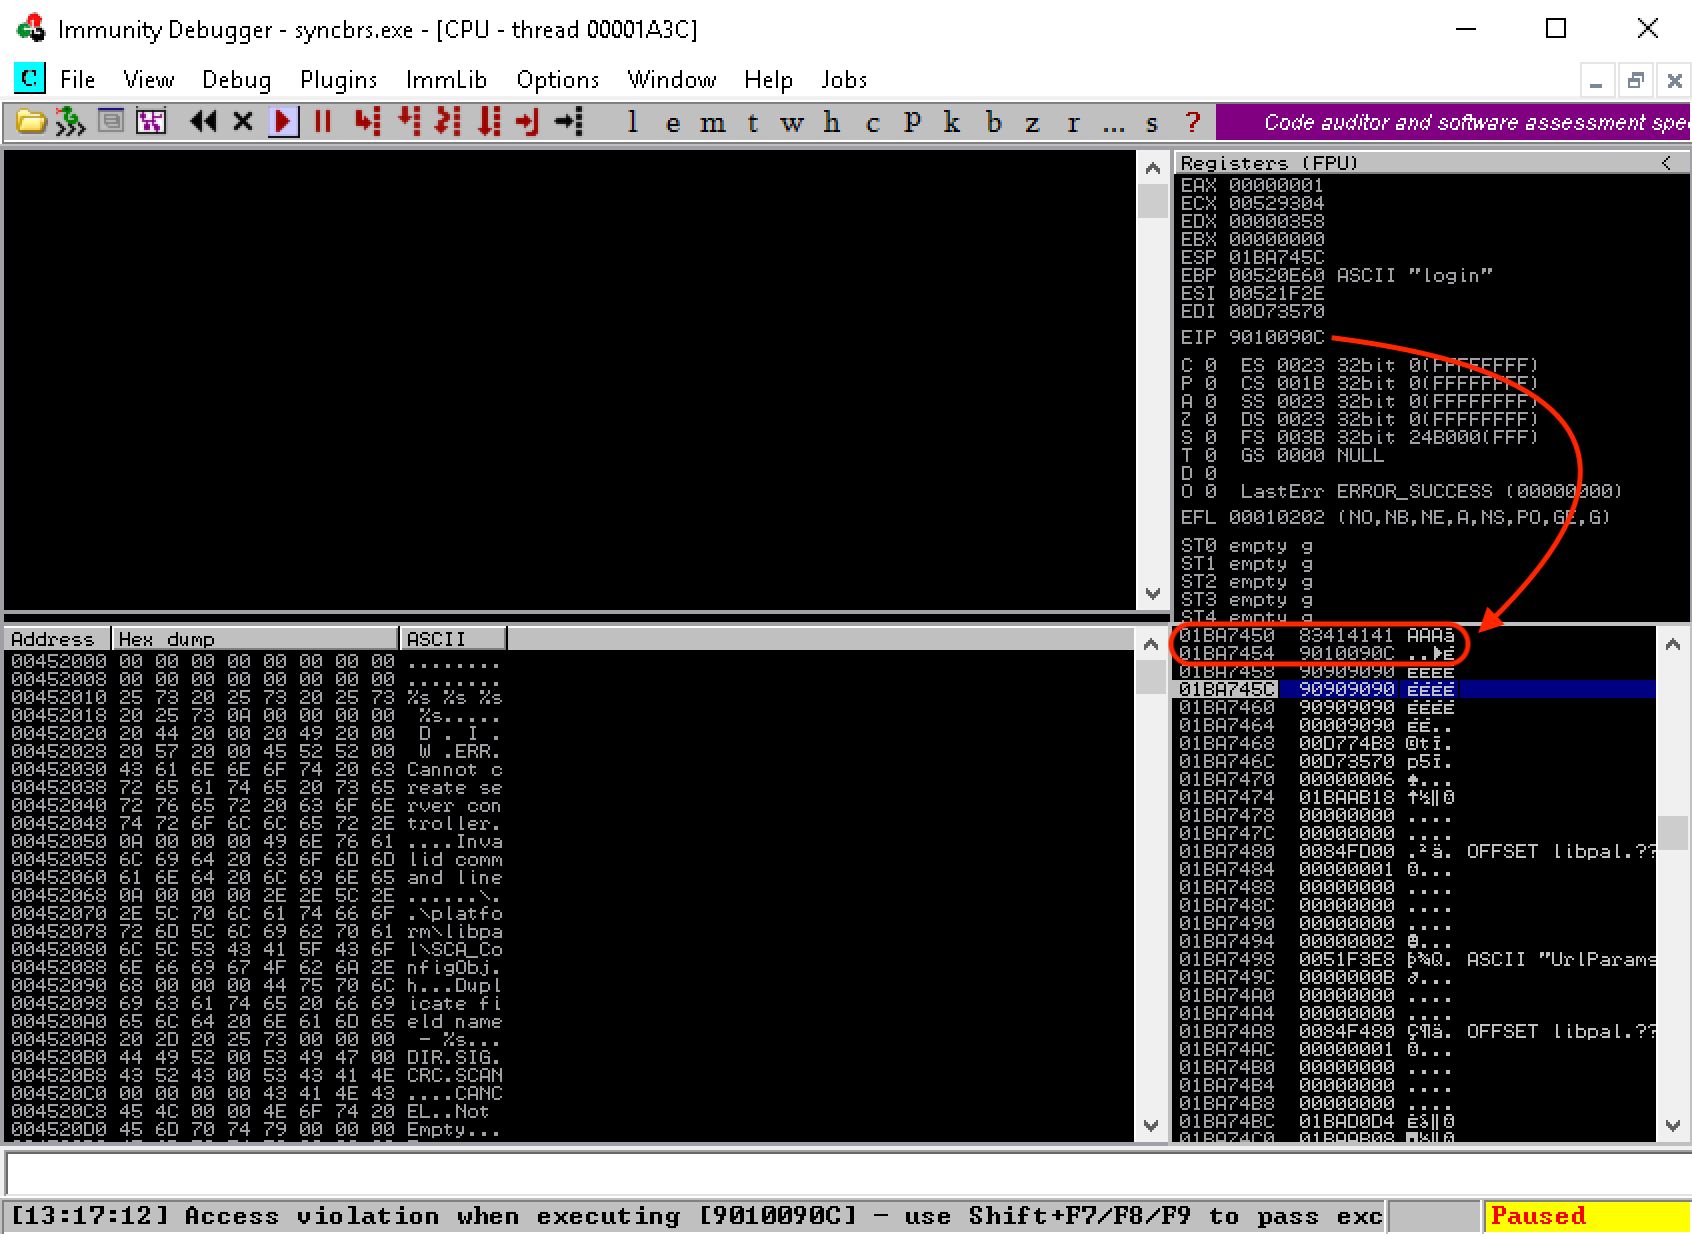 Immunity Debugger - syncbrs.exe - [CPU - thread 00001A3C]
C File View Debug Plugins ImmLib Options Window Help Jobs
l e m t w h c P k b z r ... s ? Code auditor and software assessment spe
Registers (FPU) <
EAX 00000001
ECX 00529304
EDX 00000358
EBX 00000000
ESP 01BA745C
EBP 00520E60 ASCII "login"
ESI 00521F2E
EDI 00D73570
EIP 9010090C
C 0 ES 0023 32bit 0(FFFFFFFF)
P 0 CS 001B 32bit 0(FFFFFFFF)
A 0 SS 0023 32bit 0(FFFFFFFF)
Z 0 DS 0023 32bit 0(FFFFFFFF)
S 0 FS 003B 32bit 24B000(FFF)
T 0 GS 0000 NULL
D 0
O 0 LastErr ERROR_SUCCESS (00000000)
EFL 00010202 (NO,NB,NE,A,NS,PO,GE,G)
ST0 empty g
ST1 empty g
ST2 empty g
ST3 empty g
ST4 empty g
Address Hex dump ASCII
00452000 00 00 00 00 00 00 00 00 ........
00452008 00 00 00 00 00 00 00 00 ........
00452010 25 73 20 25 73 20 25 73 %s %s %s
00452018 20 25 73 0A 00 00 00 00 %s.....
00452020 20 44 20 00 20 49 20 00 D . I .
00452028 20 57 20 00 45 52 52 00 W .ERR.
00452030 43 61 6E 6E 6F 74 20 63 Cannot c
00452038 72 65 61 74 65 20 73 65 reate se
00452040 72 76 65 72 20 63 6F 6E rver con
00452048 74 72 6F 6C 6C 65 72 2E troller.
00452050 0A 00 00 00 49 6E 76 61 ....Inva
00452058 6C 69 64 20 63 6F 6D 6D lid comm
00452060 61 6E 64 20 6C 69 6E 65 and line
00452068 0A 00 00 00 2E 2E 5C 2E ......\.
00452070 2E 5C 70 6C 61 74 66 6F .\platfo
00452078 72 6D 5C 6C 69 62 70 61 rm\libpa
00452080 6C 5C 53 43 41 5F 43 6F l\SCA_Co
00452088 6E 66 69 67 4F 62 6A 2E nfigObj.
00452090 68 00 00 00 44 75 70 6C h...Dupl
00452098 69 63 61 74 65 20 66 69 icate fi
004520A0 65 6C 64 20 6E 61 6D 65 eld name
004520A8 20 2D 20 25 73 00 00 00 - %s...
004520B0 44 49 52 00 53 49 47 00 DIR.SIG.
004520B8 43 52 43 00 53 43 41 4E CRC.SCAN
004520C0 00 00 00 00 43 41 4E 43 ....CANC
004520C8 45 4C 00 00 4E 6F 74 20 EL..Not
004520D0 45 6D 70 74 79 00 00 00 Empty...
01BA7450 83414141 AAAâ
01BA7454 9010090C ..►É
01BA7458 90909090 ÉÉÉÉ
01BA745C 90909090 ÉÉÉÉ
01BA7460 90909090 ÉÉÉÉ
01BA7464 00009090 ÉÉ..
01BA7468 00D774B8
01BA746C 00D73570
01BA7470 00000006 ♠...
01BA7474 01BAAB18
01BA7478 00000000 ....
01BA747C 00000000 ....
01BA7480 0084FD00 .²ä. OFFSET libpal.??
01BA7484 00000001 ☺...
01BA7488 00000000 ....
01BA748C 00000000 ....
01BA7490 00000000 ....
01BA7494 00000002 ☻...
01BA7498 0051F3E8 þ¾Q. ASCII "UrlParams
01BA749C 0000000B ♂...
01BA74A0 00000000 ....
01BA74A4 00000000 ....
01BA74A8 0084F480 Ç¶ä. OFFSET libpal.??
01BA74AC 00000001 ☺...
01BA74B0 00000000 ....
01BA74B4 00000000 ....
01BA74B8 00000000 ....
01BA74BC 01BAD0D4
01BA74C0 01BAAB08
[13:17:12] Access violation when executing [9010090C] - use Shift+F7/F8/F9 to pass exc Paused